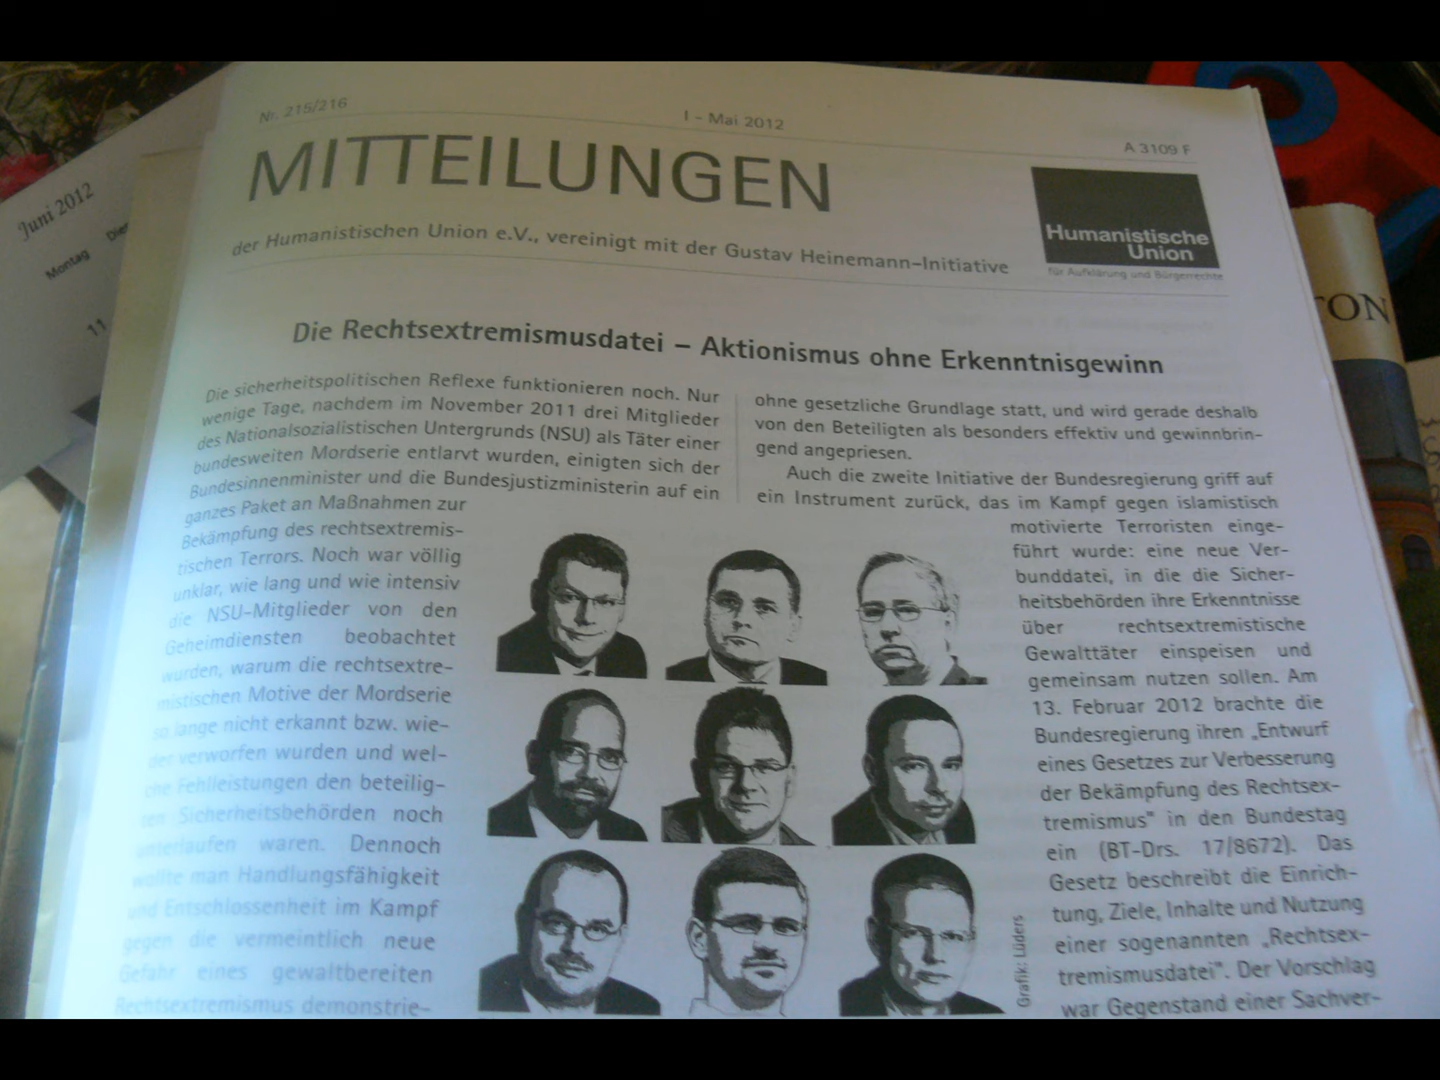 Nr. 215/216
I - Mai 2012
A 3109 F
MITTEILUNGEN
der Humanistischen Union e.V., vereinigt mit der Gustav Heinemann-Initiative
Humanistische
Union
für Aufklärung und Bürgerrechte
Die Rechtsextremismusdatei – Aktionismus ohne Erkenntnisgewinn
Die sicherheitspolitischen Reflexe funktionieren noch. Nur
wenige Tage, nachdem im November 2011 drei Mitglieder
des Nationalsozialistischen Untergrunds (NSU) als Täter einer
bundesweiten Mordserie entlarvt wurden, einigten sich der
Bundesinnenminister und die Bundesjustizministerin auf ein
ganzes Paket an Maßnahmen zur
Bekämpfung des rechtsextremis-
tischen Terrors. Noch war völlig
unklar, wie lang und wie intensiv
die NSU-Mitglieder von den
Geheimdiensten beobachtet
wurden, warum die rechtsextre-
mistischen Motive der Mordserie
so lange nicht erkannt bzw. wie-
der verworfen wurden und wel-
che Fehlleistungen den beteilig-
ten Sicherheitsbehörden noch
unterlaufen waren. Dennoch
wollte man Handlungsfähigkeit
und Entschlossenheit im Kampf
gegen die vermeintlich neue
Gefahr eines gewaltbereiten
Rechtsextremismus demonstrie-
ohne gesetzliche Grundlage statt, und wird gerade deshalb
von den Beteiligten als besonders effektiv und gewinnbrin-
gend angepriesen.
Auch die zweite Initiative der Bundesregierung griff auf
ein Instrument zurück, das im Kampf gegen islamistisch
motivierte Terroristen einge-
führt wurde: eine neue Ver-
bunddatei, in die die Sicher-
heitsbehörden ihre Erkenntnisse
über rechtsextremistische
Gewalttäter einspeisen und
gemeinsam nutzen sollen. Am
13. Februar 2012 brachte die
Bundesregierung ihren „Entwurf
eines Gesetzes zur Verbesserung
der Bekämpfung des Rechtsex-
tremismus" in den Bundestag
ein (BT-Drs. 17/8672). Das
Gesetz beschreibt die Einrich-
tung, Ziele, Inhalte und Nutzung
einer sogenannten „Rechtsex-
tremismusdatei". Der Vorschlag
war Gegenstand einer Sachver-
Grafik: Lüders
Juni 2012
Montag
Die
11
TON